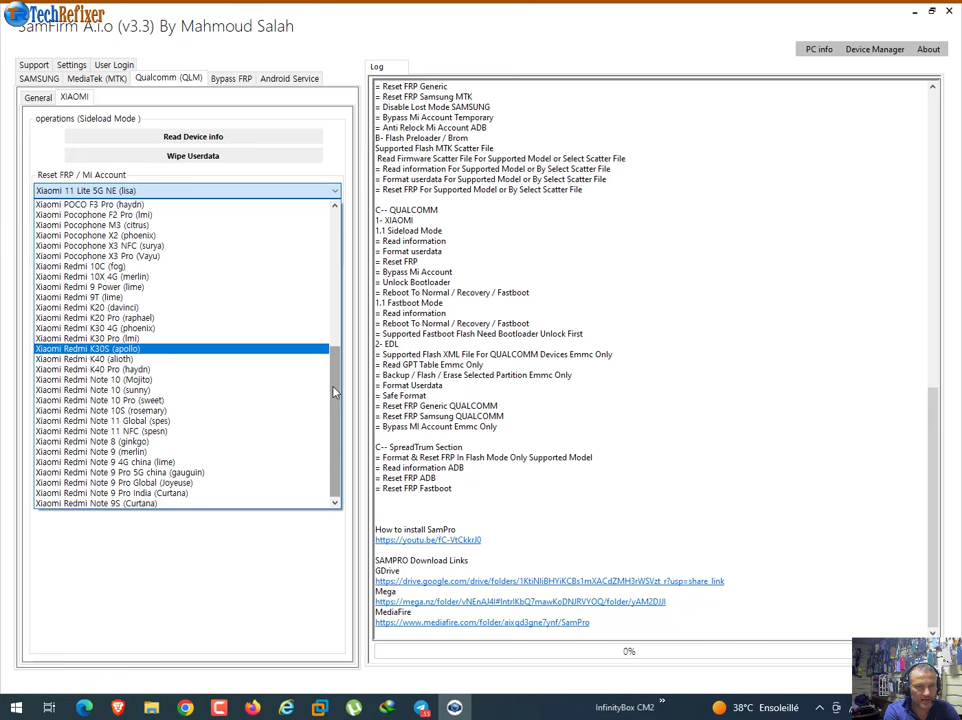 TechRefixer
SamFirm A.i.o (v3.3) By Mahmoud Salah
PC info Device Manager About
Support Settings User Login
SAMSUNG MediaTek (MTK) Qualcomm (QLM) Bypass FRP Android Service
General XIAOMI
operations (Sideload Mode )
Read Device info
Wipe Userdata
Reset FRP / Mi Account
Xiaomi 11 Lite 5G NE (lisa)
Xiaomi POCO F3 Pro (haydn)
Xiaomi Pocophone F2 Pro (lmi)
Xiaomi Pocophone M3 (citrus)
Xiaomi Pocophone X2 (phoenix)
Xiaomi Pocophone X3 NFC (surya)
Xiaomi Pocophone X3 Pro (Vayu)
Xiaomi Redmi 10C (fog)
Xiaomi Redmi 10X 4G (merlin)
Xiaomi Redmi 9 Power (lime)
Xiaomi Redmi 9T (lime)
Xiaomi Redmi K20 (davinci)
Xiaomi Redmi K20 Pro (raphael)
Xiaomi Redmi K30 4G (phoenix)
Xiaomi Redmi K30 Pro (lmi)
Xiaomi Redmi K30S (apollo)
Xiaomi Redmi K40 (alioth)
Xiaomi Redmi K40 Pro (haydn)
Xiaomi Redmi Note 10 (Mojito)
Xiaomi Redmi Note 10 (sunny)
Xiaomi Redmi Note 10 Pro (sweet)
Xiaomi Redmi Note 10S (rosemary)
Xiaomi Redmi Note 11 Global (spes)
Xiaomi Redmi Note 11 NFC (spesn)
Xiaomi Redmi Note 8 (ginkgo)
Xiaomi Redmi Note 9 (merlin)
Xiaomi Redmi Note 9 4G china (lime)
Xiaomi Redmi Note 9 Pro 5G china (gauguin)
Xiaomi Redmi Note 9 Pro Global (Joyeuse)
Xiaomi Redmi Note 9 Pro India (Curtana)
Xiaomi Redmi Note 9S (Curtana)
Log
= Reset FRP Generic
= Reset FRP Samsung MTK
= Disable Lost Mode SAMSUNG
= Bypass Mi Account Temporary
= Anti Relock Mi Account ADB
B- Flash Preloader / Brom
Supported Flash MTK Scatter File
Read Firmware Scatter File For Supported Model or Select Scatter File
= Read information For Supported Model or By Select Scatter File
= Format userdata For Supported Model or By Select Scatter File
= Reset FRP For Supported Model or By Select Scatter File
C-- QUALCOMM
1- XIAOMI
1.1 Sideload Mode
= Read information
= Format userdata
= Reset FRP
= Bypass Mi Account
= Unlock Bootloader
= Reboot To Normal / Recovery / Fastboot
1.1 Fastboot Mode
= Read information
= Reboot To Normal / Recovery / Fastboot
= Supported Fastboot Flash Need Bootloader Unlock First
2- EDL
= Supported Flash XML File For QUALCOMM Devices Emmc Only
= Read GPT Table Emmc Only
= Backup / Flash / Erase Selected Partition Emmc Only
= Format Userdata
= Safe Format
= Reset FRP Generic QUALCOMM
= Reset FRP Samsung QUALCOMM
= Bypass MI Account Emmc Only
C-- SpreadTrum Section
= Format & Reset FRP In Flash Mode Only Supported Model
= Read information ADB
= Reset FRP ADB
= Reset FRP Fastboot
How to install SamPro
https://youtu.be/fC-VtCkkrJ0
SAMPRO Download Links
GDrive
Mega
MediaFire
https://www.mediafire.com/folder/aixqd3gne7ynf/SamPro
0%
InfinityBox CM2 38°C Ensoleillé